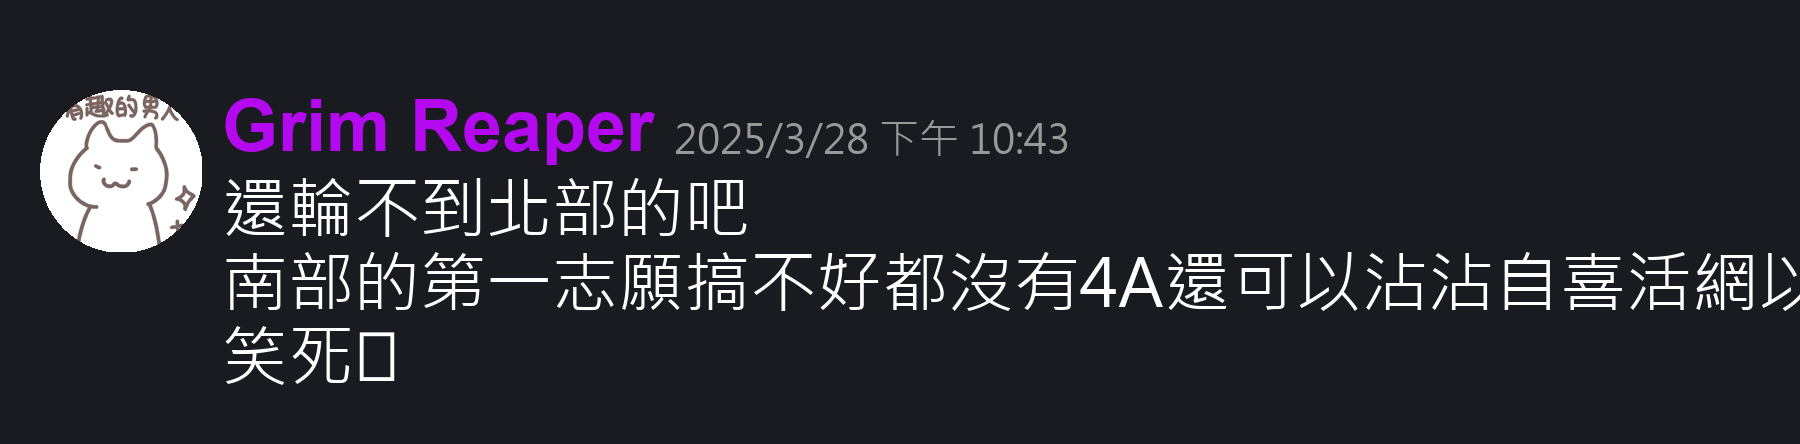 有趣的男人
Grim Reaper 2025/3/28 下午 10:43
還輪不到北部的吧
南部的第一志願搞不好都沒有4A還可以沾沾自喜活網以
笑死